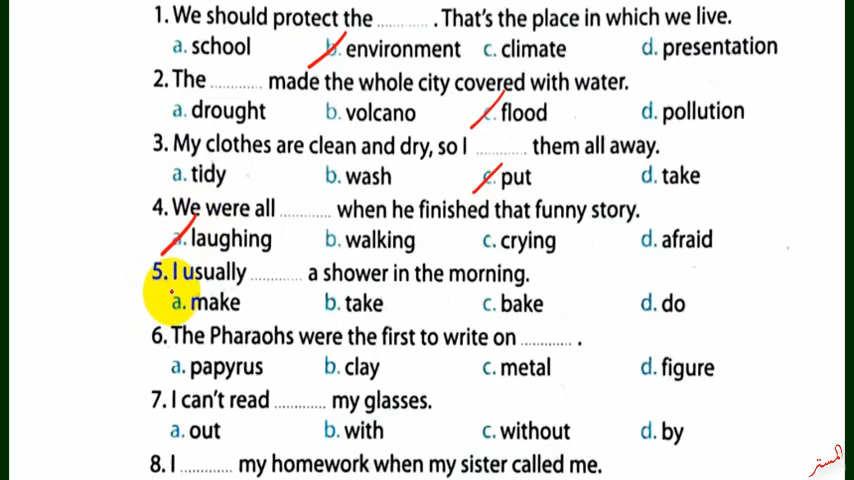 1. We should protect the ............ . That's the place in which we live.
a. school b. environment c. climate d. presentation
2. The ............ made the whole city covered with water.
a. drought b. volcano c. flood d. pollution
3. My clothes are clean and dry, so I ............ them all away.
a. tidy b. wash c. put d. take
4. We were all ............ when he finished that funny story.
a. laughing b. walking c. crying d. afraid
5. I usually ............ a shower in the morning.
a. make b. take c. bake d. do
6. The Pharaohs were the first to write on ............ .
a. papyrus b. clay c. metal d. figure
7. I can't read ............ my glasses.
a. out b. with c. without d. by
8. I ............ my homework when my sister called me.
المستر